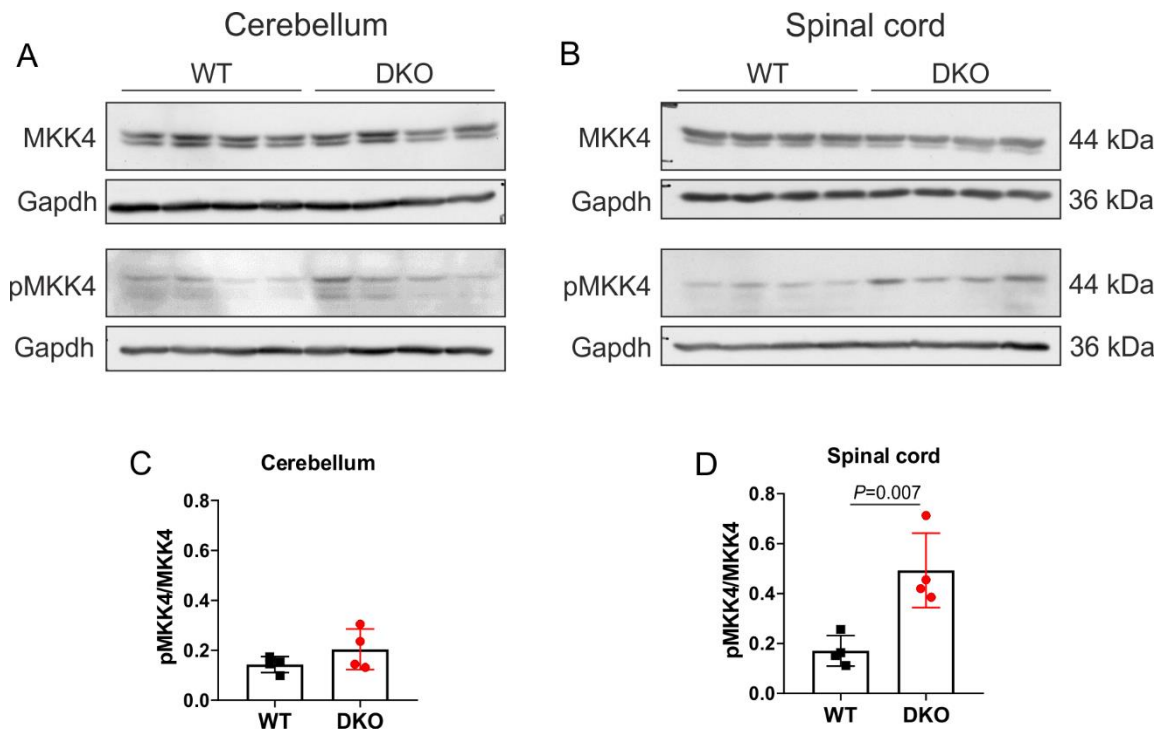 Cerebellum
A
WT DKO
MKK4
Gapdh
pMKK4
Gapdh
Spinal cord
B
WT DKO
MKK4 44 kDa
Gapdh 36 kDa
pMKK4 44 kDa
Gapdh 36 kDa
C
Cerebellum
pMKK4/MKK4
0.8
0.6
0.4
0.2
0.0
WT DKO
D
Spinal cord
P=0.007
pMKK4/MKK4
0.8
0.6
0.4
0.2
0.0
WT DKO